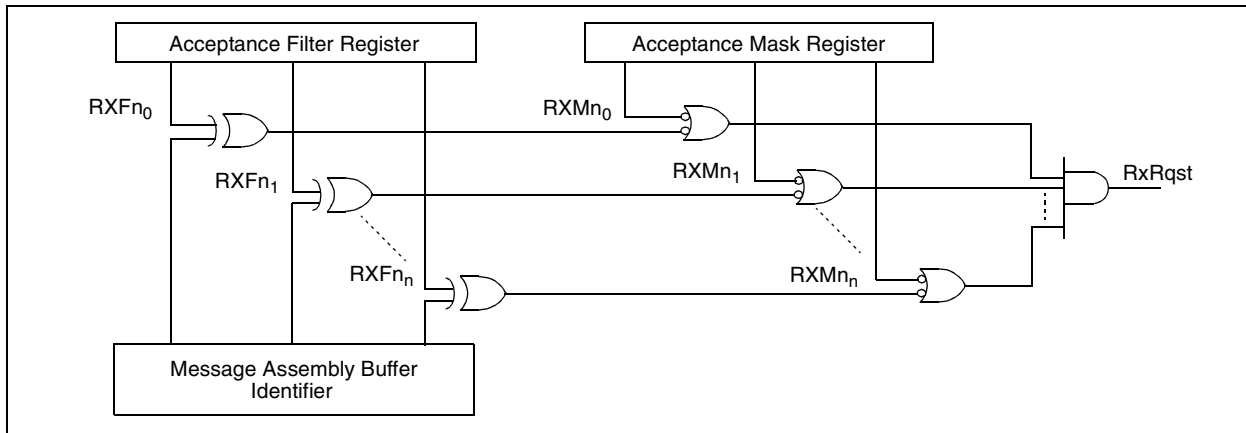 Acceptance Filter Register
Acceptance Mask Register
RXFn0
RXMn0
RXFn1
RXMn1
RxRqst
RXFnn
RXMnn
Message Assembly Buffer
Identifier